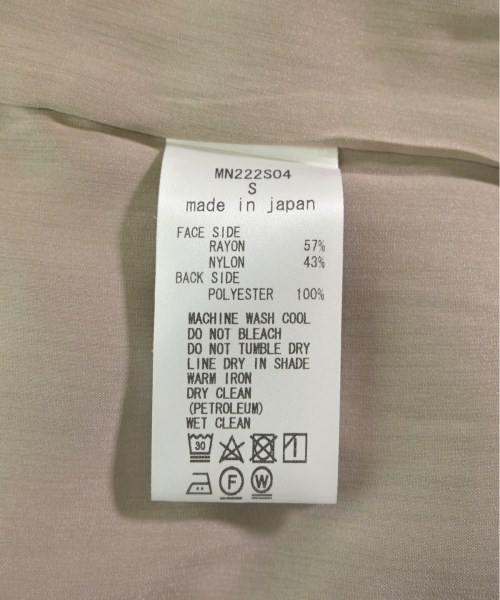 MN222S04
S
made in japan
FACE SIDE
RAYON 57%
NYLON 43%
BACK SIDE
POLYESTER 100%
MACHINE WASH COOL
DO NOT BLEACH
DO NOT TUMBLE DRY
LINE DRY IN SHADE
WARM IRON
DRY CLEAN
(PETROLEUM)
WET CLEAN
30
F W